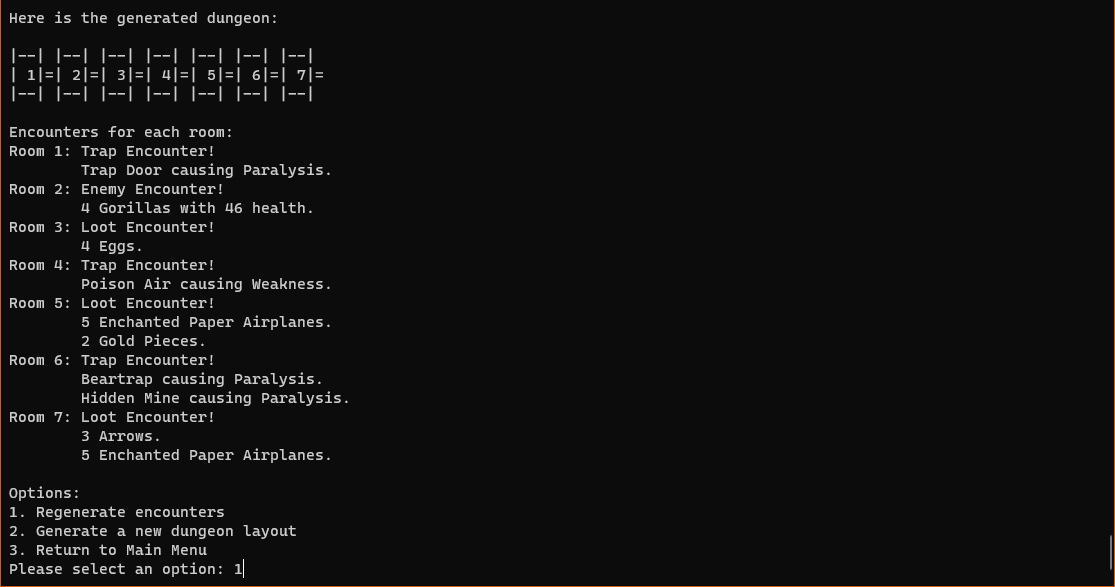 Here is the generated dungeon:
|--| |--| |--| |--| |--| |--| |--|
| 1|=| 2|=| 3|=| 4|=| 5|=| 6|=| 7|=
|--| |--| |--| |--| |--| |--| |--|
Encounters for each room:
Room 1: Trap Encounter!
        Trap Door causing Paralysis.
Room 2: Enemy Encounter!
        4 Gorillas with 46 health.
Room 3: Loot Encounter!
        4 Eggs.
Room 4: Trap Encounter!
        Poison Air causing Weakness.
Room 5: Loot Encounter!
        5 Enchanted Paper Airplanes.
        2 Gold Pieces.
Room 6: Trap Encounter!
        Beartrap causing Paralysis.
        Hidden Mine causing Paralysis.
Room 7: Loot Encounter!
        3 Arrows.
        5 Enchanted Paper Airplanes.
Options:
1. Regenerate encounters
2. Generate a new dungeon layout
3. Return to Main Menu
Please select an option: 1